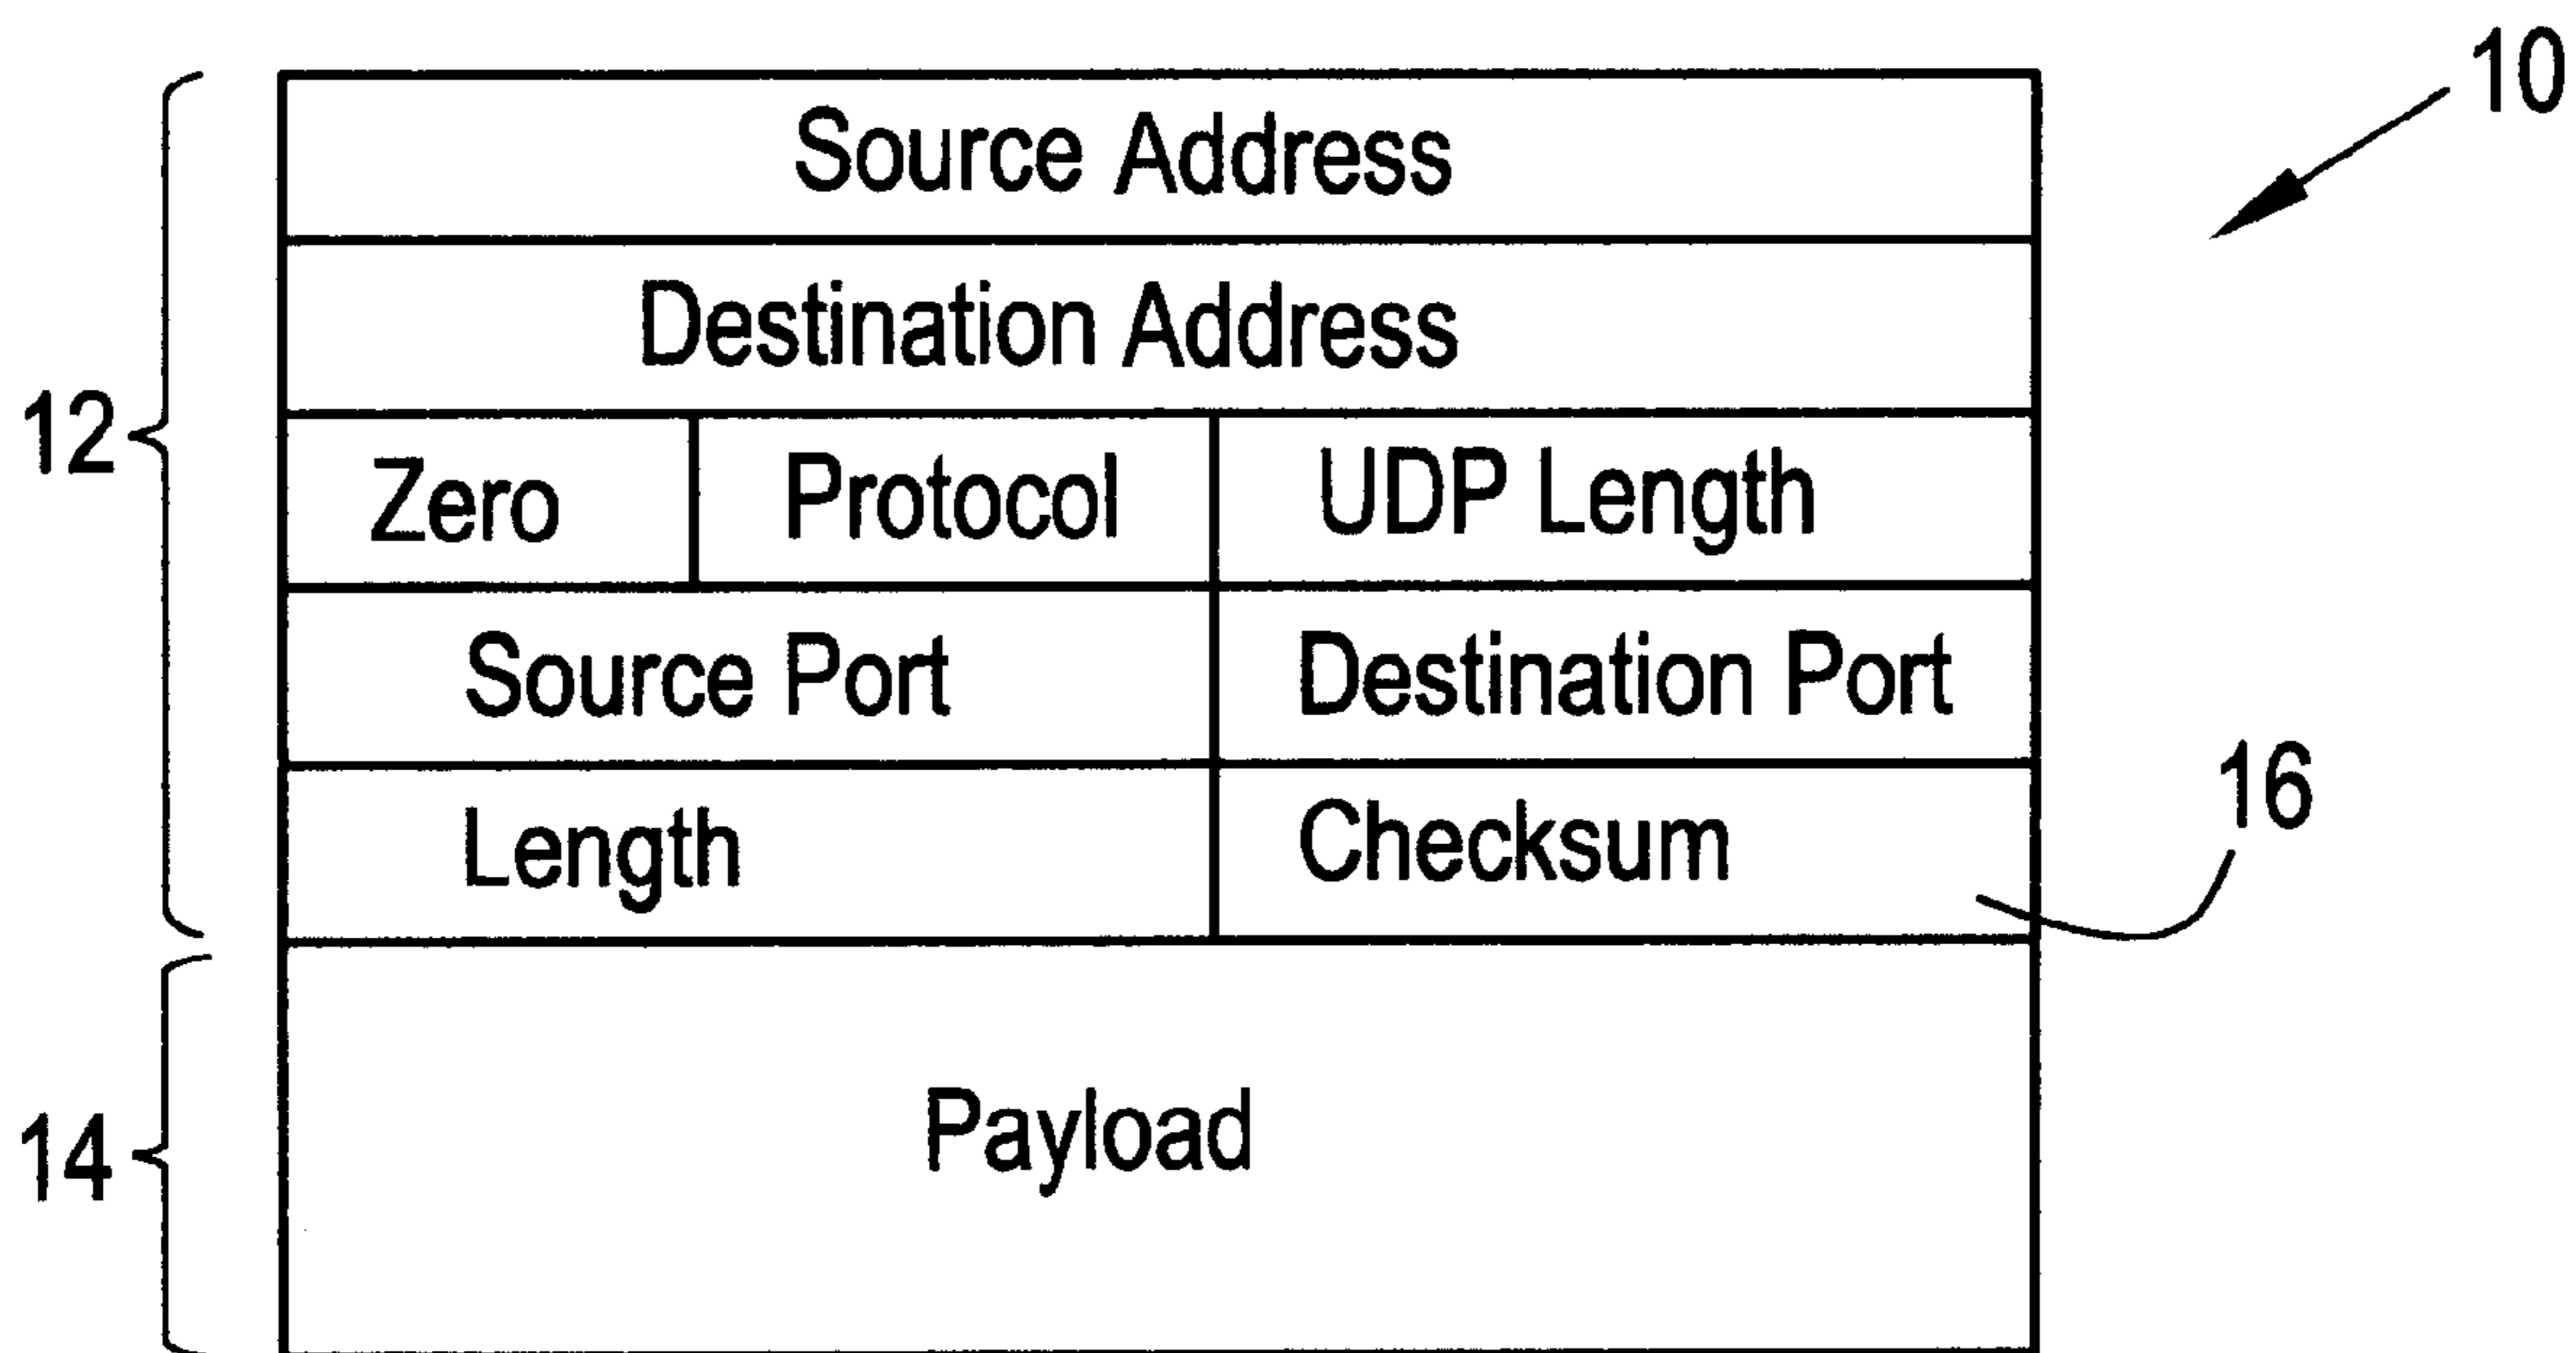 10
Source Address
Destination Address
12
Zero Protocol UDP Length
Source Port Destination Port
16
Length Checksum
14
Payload